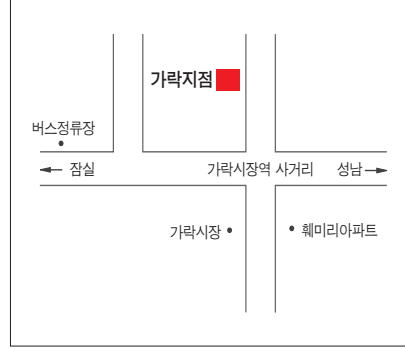 가락지점
버스정류장
잠실
가락시장역 사거리
성남
가락시장
훼미리아파트